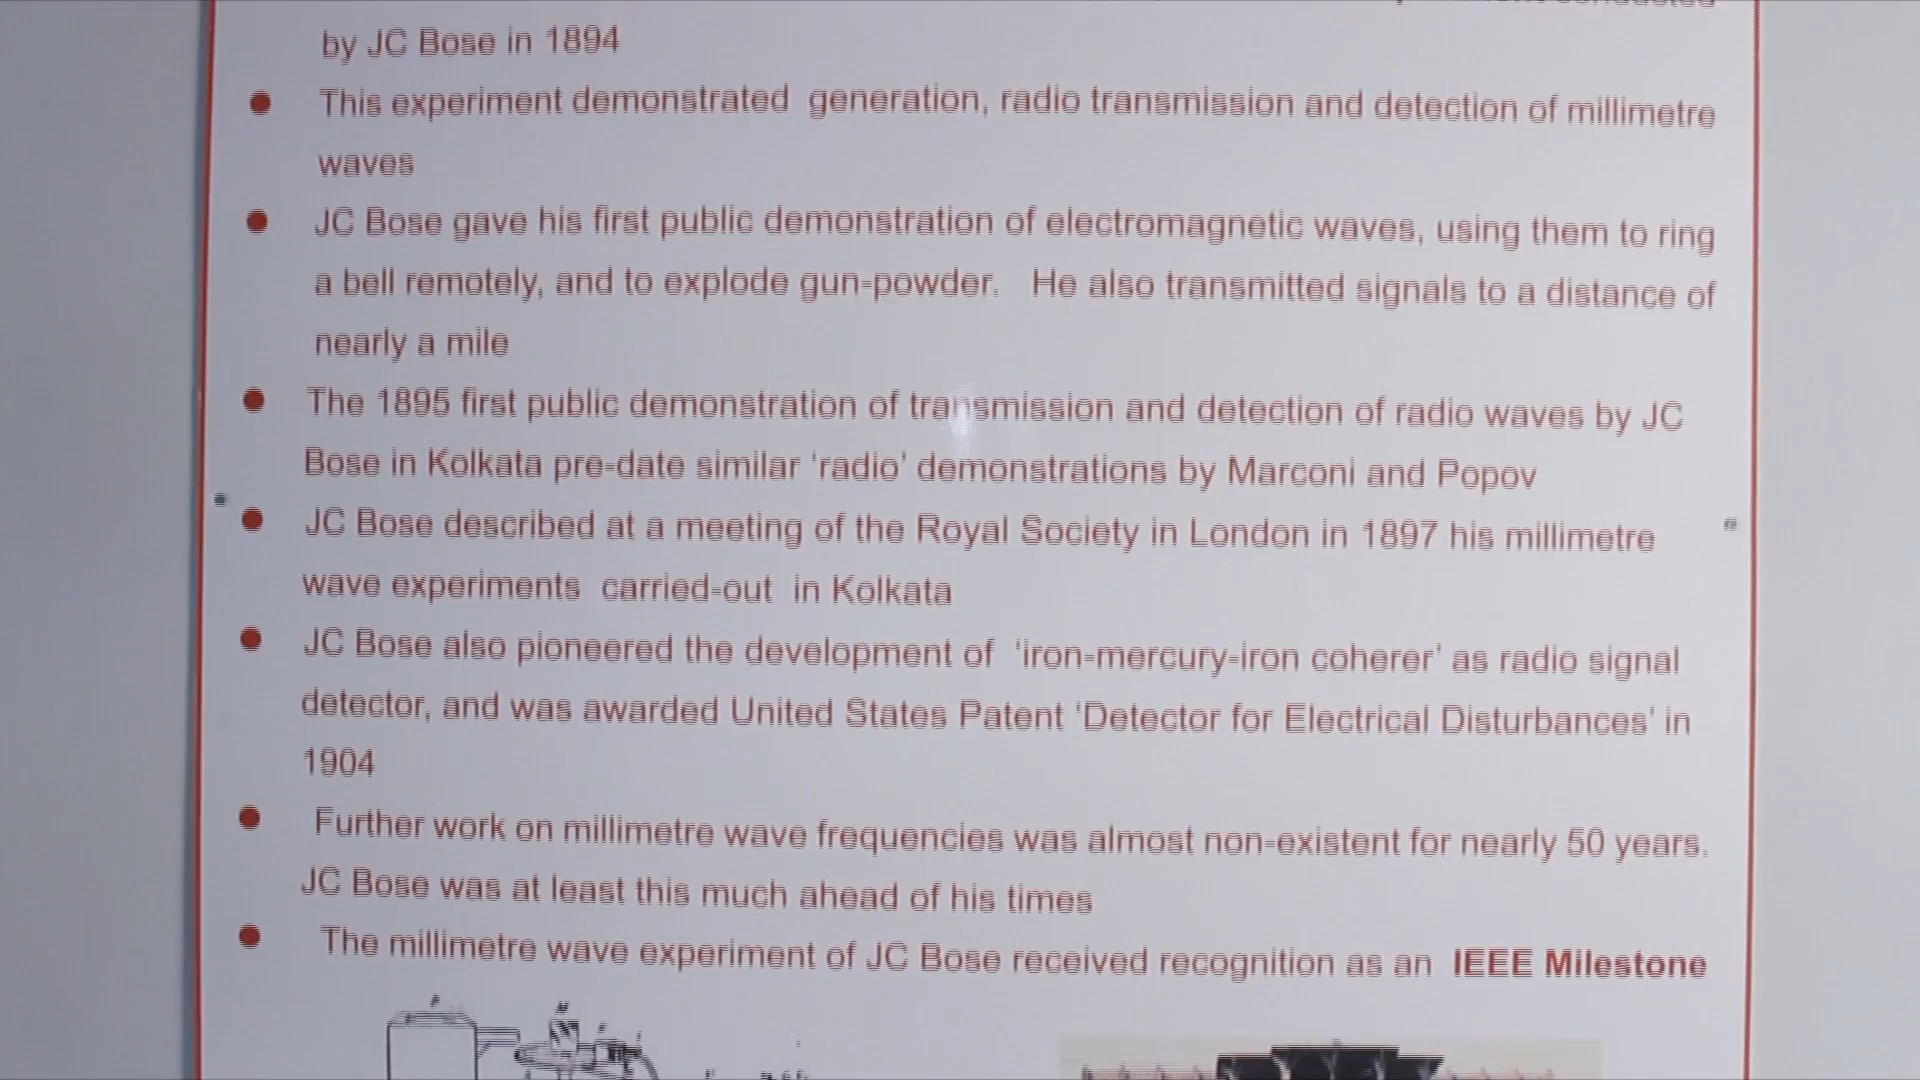 conducted
by JC Bose in 1894
This experiment demonstrated generation, radio transmission and detection of millimetre
waves
JC Bose gave his first public demonstration of electromagnetic waves, using them to ring
a bell remotely, and to explode gun-powder. He also transmitted signals to a distance of
nearly a mile
The 1895 first public demonstration of transmission and detection of radio waves by JC
Bose in Kolkata pre-date similar 'radio' demonstrations by Marconi and Popov
JC Bose described at a meeting of the Royal Society in London in 1897 his millimetre
wave experiments carried-out in Kolkata
JC Bose also pioneered the development of 'iron-mercury-iron coherer' as radio signal
detector, and was awarded United States Patent 'Detector for Electrical Disturbances' in
1904
Further work on millimetre wave frequencies was almost non-existent for nearly 50 years.
JC Bose was at least this much ahead of his times
The millimetre wave experiment of JC Bose received recognition as an IEEE Milestone